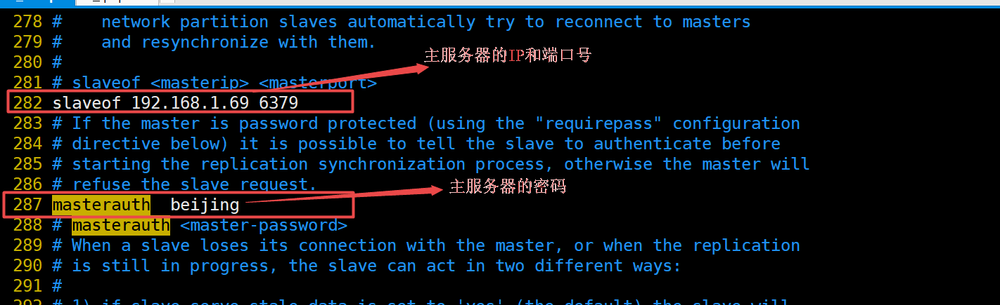 278 #    network partition slaves automatically try to reconnect to masters
279 #    and resynchronize with them.
280 #
主服务器的IP和端口号
281 # slaveof <masterip> <masterport>
282 slaveof 192.168.1.69 6379
283 # If the master is password protected (using the "requirepass" configuration
284 # directive below) it is possible to tell the slave to authenticate before
285 # starting the replication synchronization process, otherwise the master will
286 # refuse the slave request.
主服务器的密码
287 masterauth  beijing
288 # masterauth <master-password>
289 # When a slave loses its connection with the master, or when the replication
290 # is still in progress, the slave can act in two different ways:
291 #
292 # 1) if slave-serve-stale-data is set to 'yes' (the default) the slave will